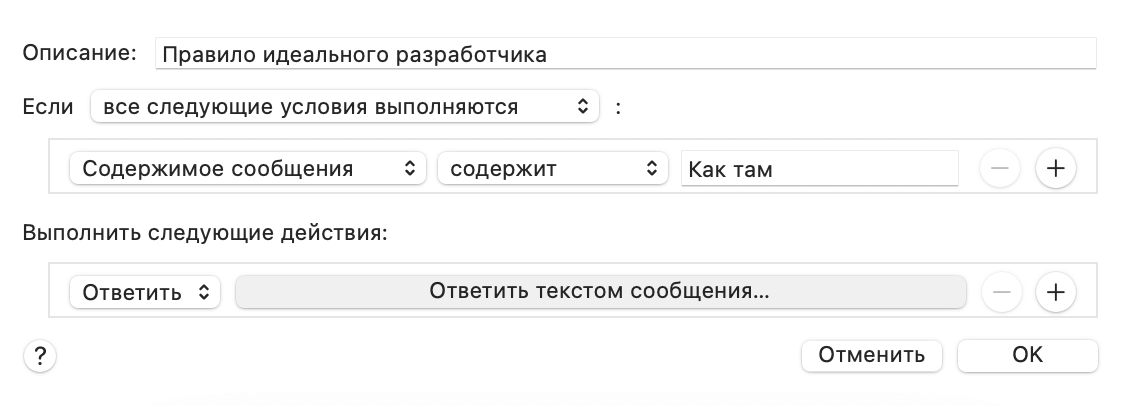 Описание: Правило идеального разработчика
Если все следующие условия выполняются :
Содержимое сообщения содержит Как там − +
Выполнить следующие действия:
Ответить Ответить текстом сообщения... − +
? Отменить OK